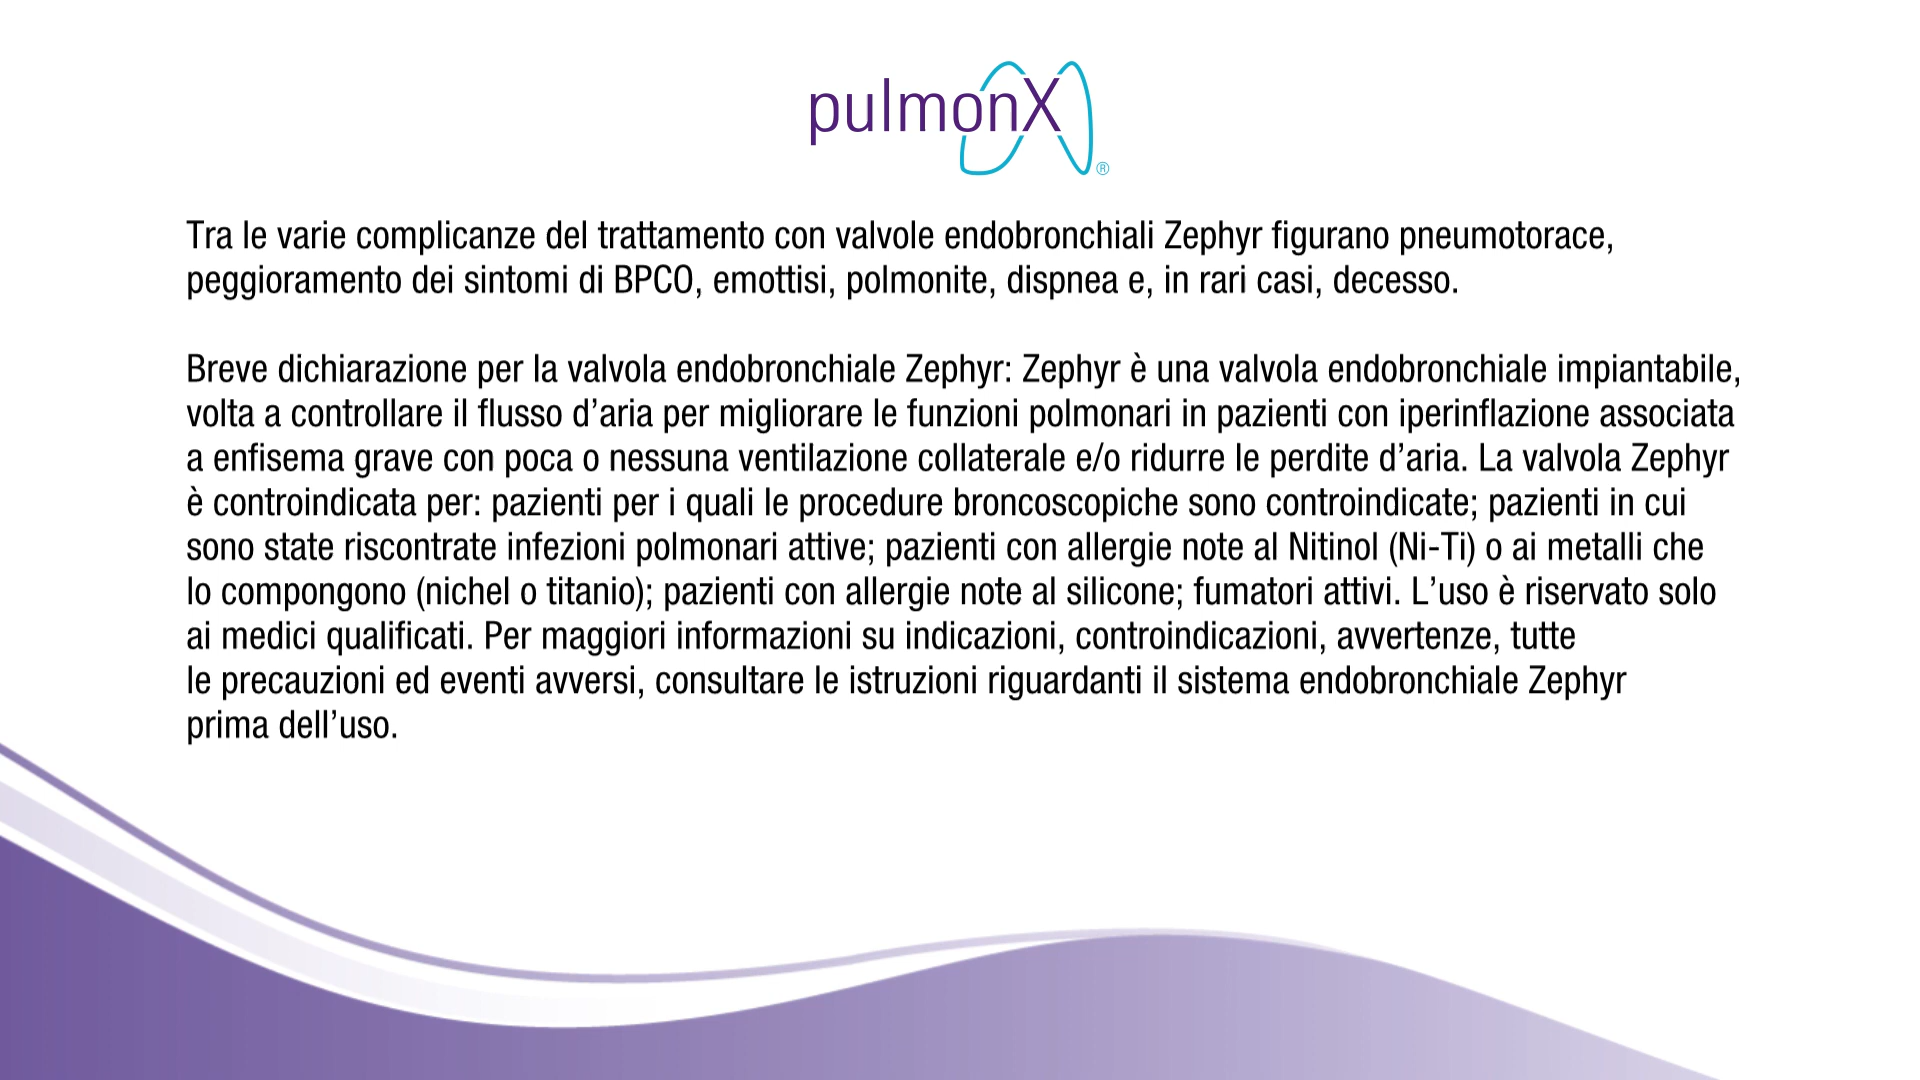 pulmonX®
Tra le varie complicanze del trattamento con valvole endobronchiali Zephyr figurano pneumotorace,
peggioramento dei sintomi di BPCO, emottisi, polmonite, dispnea e, in rari casi, decesso.
Breve dichiarazione per la valvola endobronchiale Zephyr: Zephyr è una valvola endobronchiale impiantabile,
volta a controllare il flusso d’aria per migliorare le funzioni polmonari in pazienti con iperinflazione associata
a enfisema grave con poca o nessuna ventilazione collaterale e/o ridurre le perdite d’aria. La valvola Zephyr
è controindicata per: pazienti per i quali le procedure broncoscopiche sono controindicate; pazienti in cui
sono state riscontrate infezioni polmonari attive; pazienti con allergie note al Nitinol (Ni-Ti) o ai metalli che
lo compongono (nichel o titanio); pazienti con allergie note al silicone; fumatori attivi. L’uso è riservato solo
ai medici qualificati. Per maggiori informazioni su indicazioni, controindicazioni, avvertenze, tutte
le precauzioni ed eventi avversi, consultare le istruzioni riguardanti il sistema endobronchiale Zephyr
prima dell’uso.